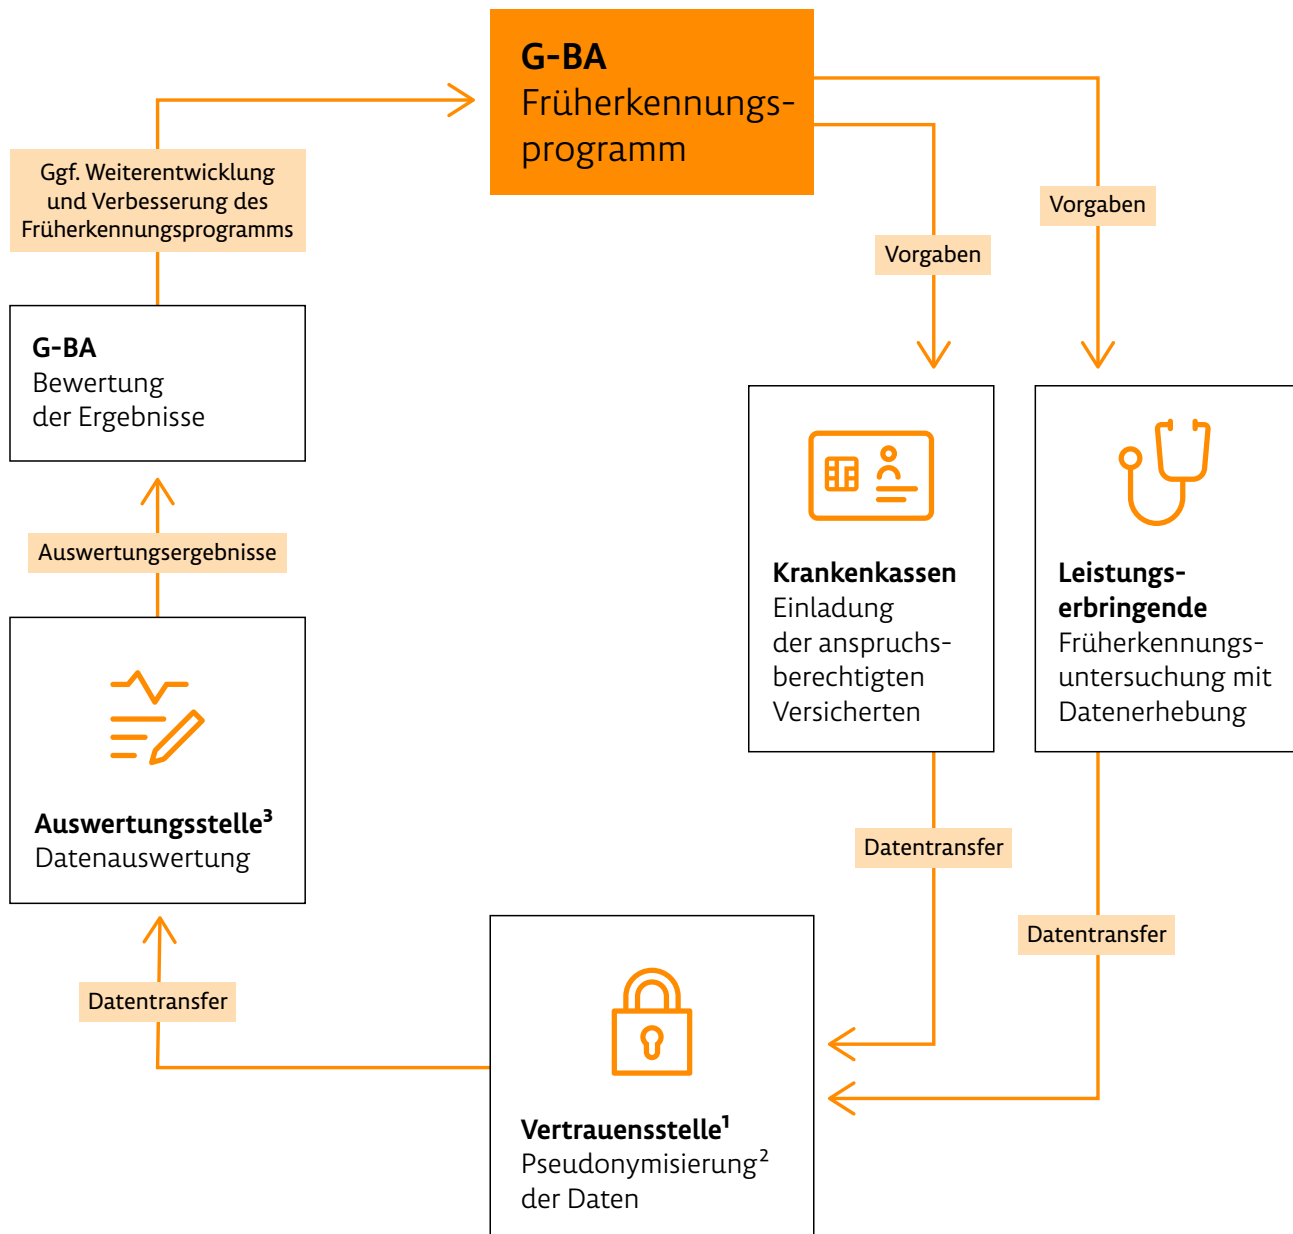 G-BA
Früherkennungs-
programm
Ggf. Weiterentwicklung
und Verbesserung des
Früherkennungsprogramms
Vorgaben
Vorgaben
G-BA
Bewertung
der Ergebnisse
Auswertungsergebnisse
Krankenkassen
Einladung
der anspruchs-
berechtigten
Versicherten
Leistungs-
erbringende
Früherkennungs-
untersuchung mit
Datenerhebung
Auswertungsstelle³
Datenauswertung
Datentransfer
Datentransfer
Datentransfer
Vertrauensstelle¹
Pseudonymisierung²
der Daten